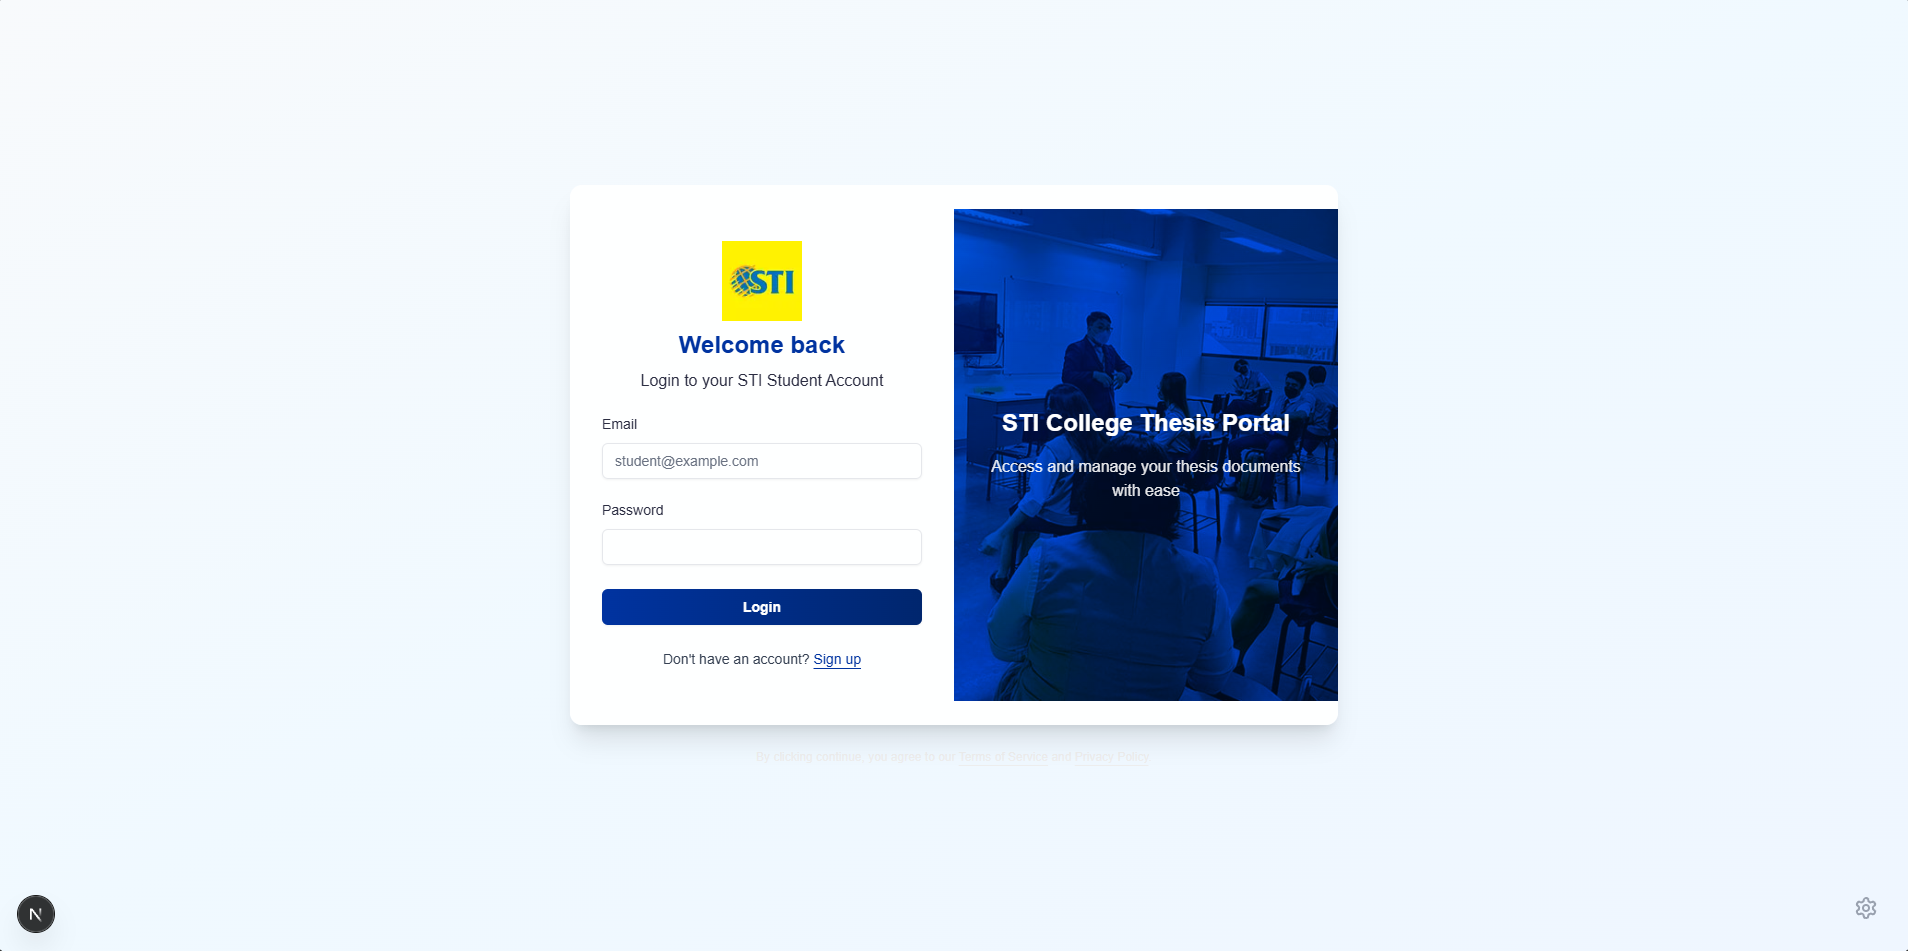 STI
Welcome back
Login to your STI Student Account
Email
student@example.com
Password
Login
Don't have an account? Sign up
STI College Thesis Portal
Access and manage your thesis documents
with ease
By clicking continue, you agree to our Terms of Service and Privacy Policy
N